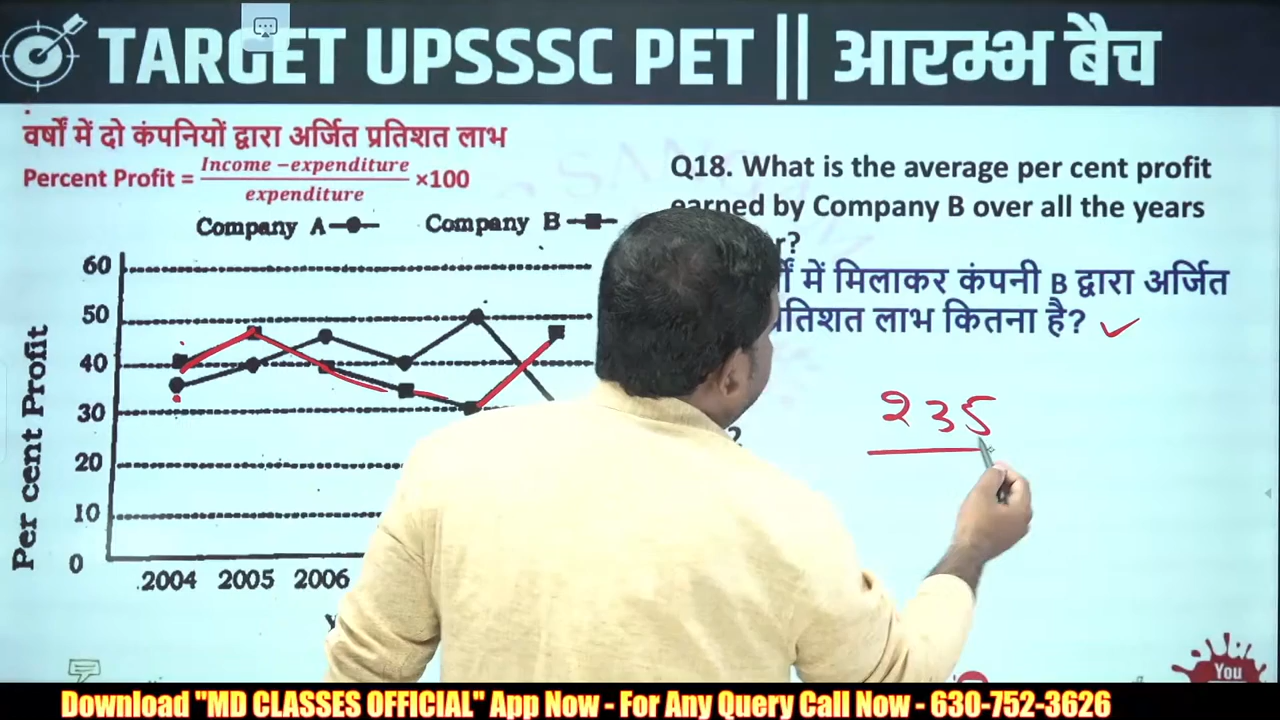 TARGET UPSSSC PET || आरम्भ बैच
वर्षों में दो कंपनियों द्वारा अर्जित प्रतिशत लाभ
Percent Profit = Income −expenditure / expenditure ×100
Company A
Company B
60
50
40
30
20
10
0
Per cent Profit
2004 2005 2006
Q18. What is the average per cent profit
earned by Company B over all the years
में मिलाकर कंपनी B द्वारा अर्जित
प्रतिशत लाभ कितना है?
235
You
Download "MD CLASSES OFFICIAL" App Now - For Any Query Call Now - 630-752-3626